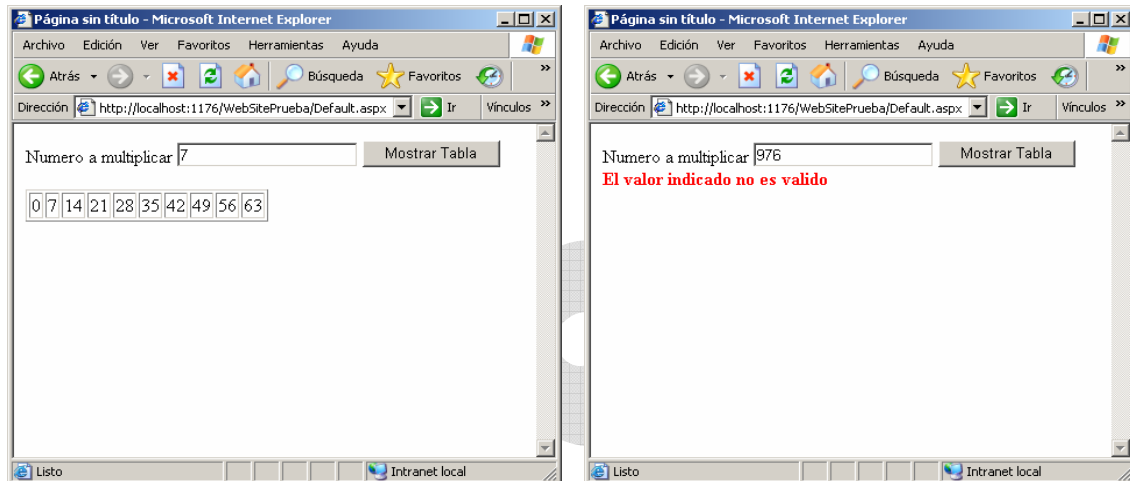 Página sin título - Microsoft Internet Explorer
Archivo Edición Ver Favoritos Herramientas Ayuda
Atrás Búsqueda Favoritos »
Dirección http://localhost:1176/WebSitePrueba/Default.aspx Ir Vínculos »
Numero a multiplicar 7 Mostrar Tabla
0 7 14 21 28 35 42 49 56 63
Listo Intranet local
Página sin título - Microsoft Internet Explorer
Archivo Edición Ver Favoritos Herramientas Ayuda
Atrás Búsqueda Favoritos »
Dirección http://localhost:1176/WebSitePrueba/Default.aspx Ir Vínculos »
Numero a multiplicar 976 Mostrar Tabla
El valor indicado no es valido
Listo Intranet local